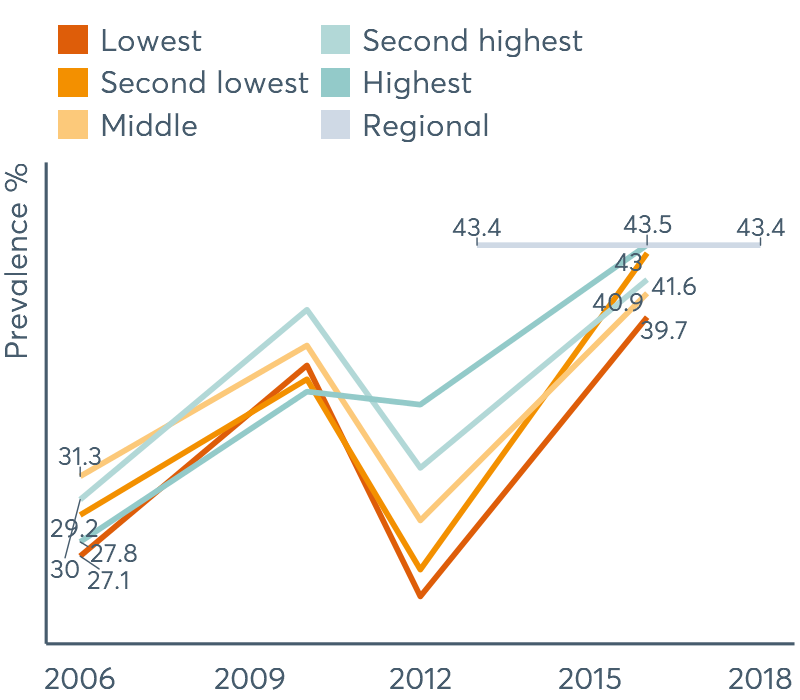 Lowest
Second lowest
Middle
Second highest
Highest
Regional
Prevalence %
43.4
43.5
43.4
43
41.6
40.9
39.7
31.3
29.2
27.8
30
27.1
2006
2009
2012
2015
2018